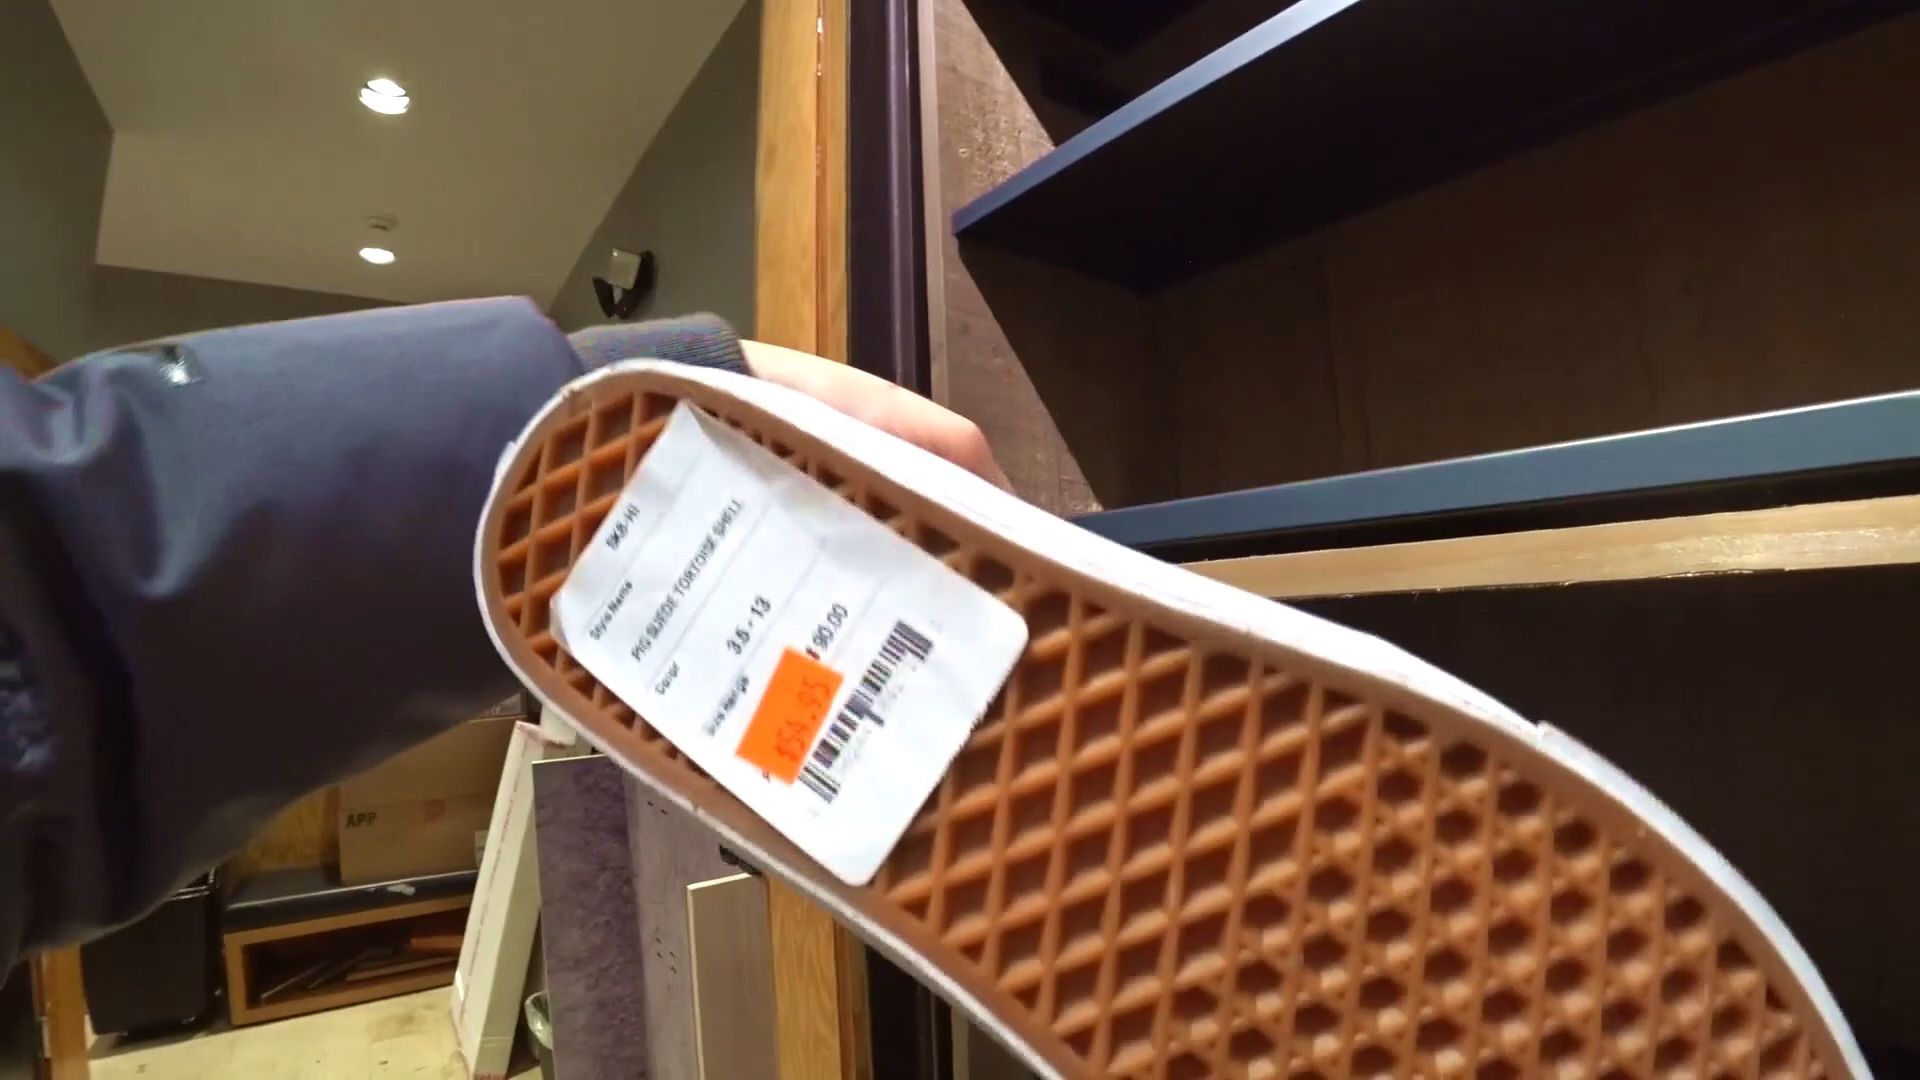 SK8-HI
Style Name
PIG SUEDE TORTOISE SHELL
Color
3.5 - 13
Size Range
$90.00
$54.95
APP